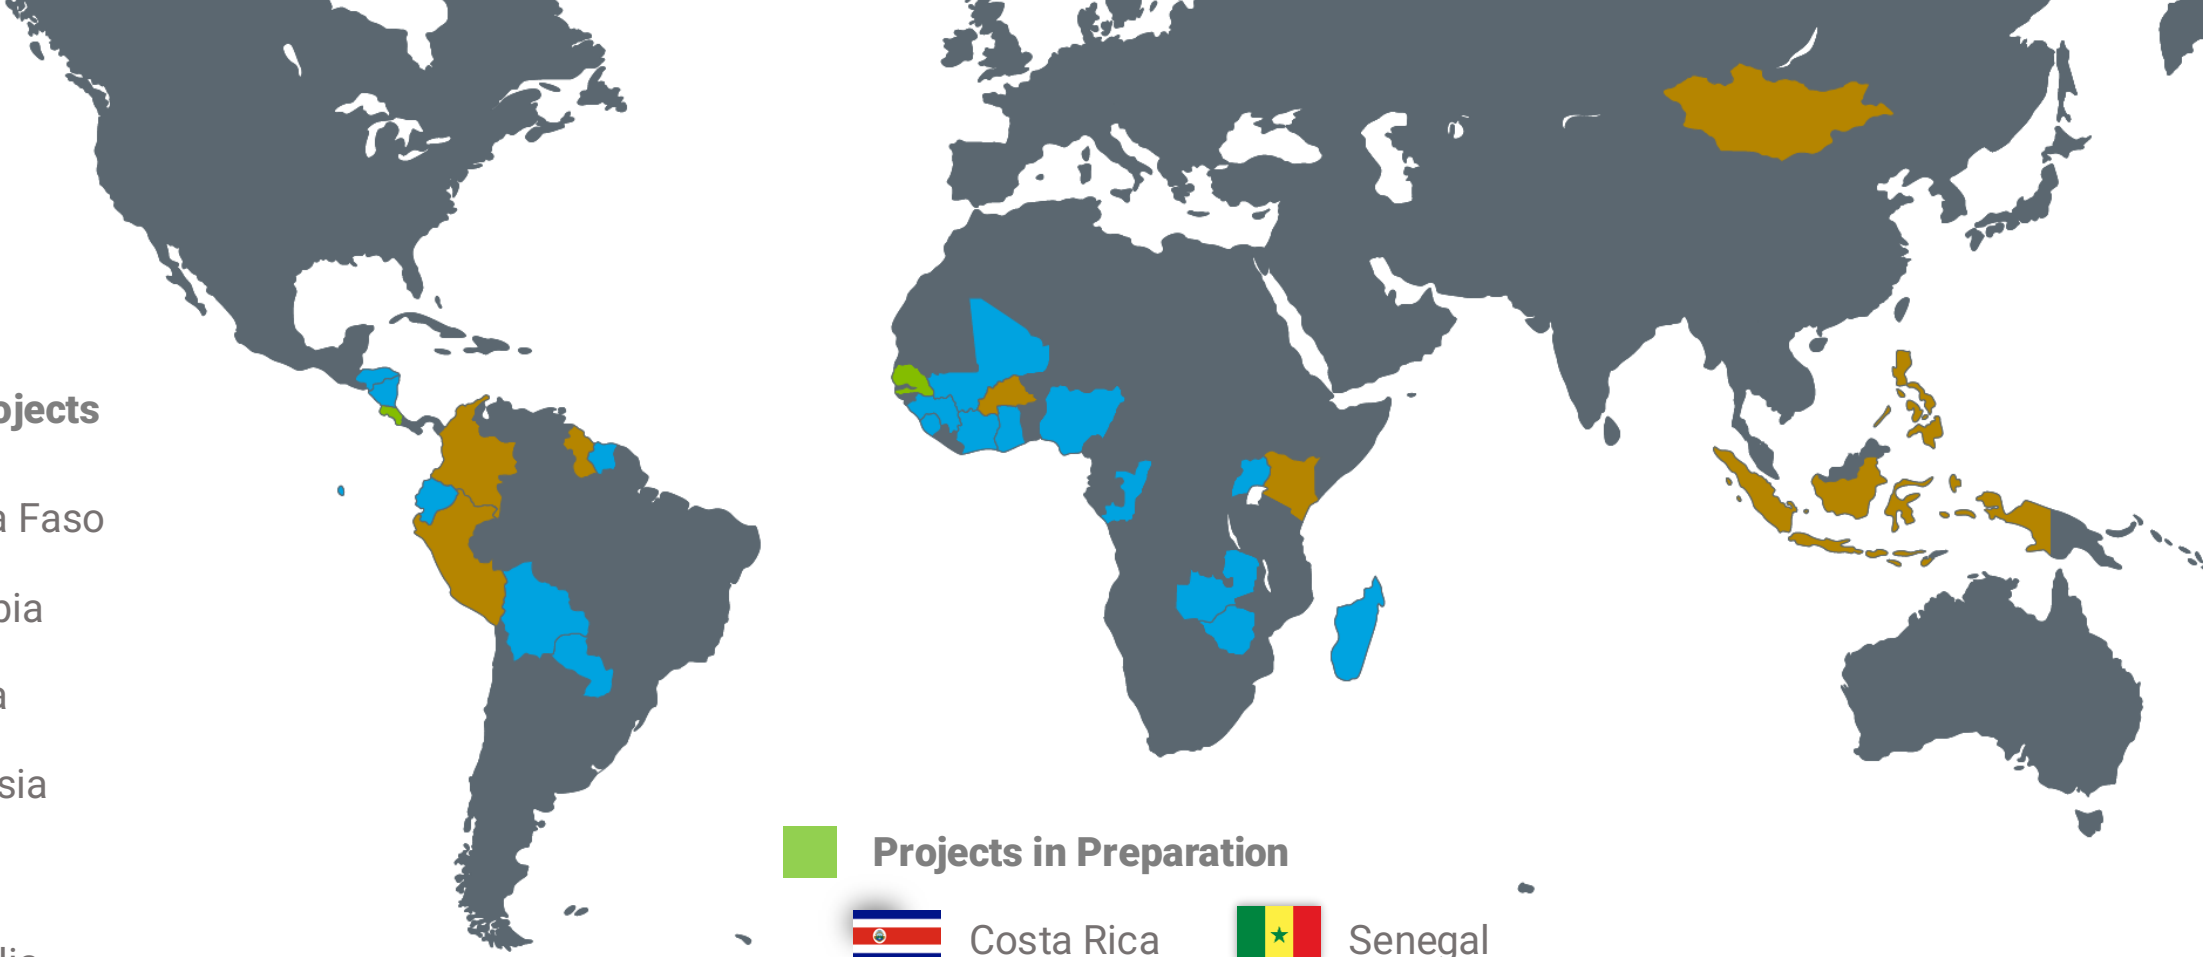 ojects
a Faso
bia
a
sia
Projects in Preparation
Costa Rica Senegal